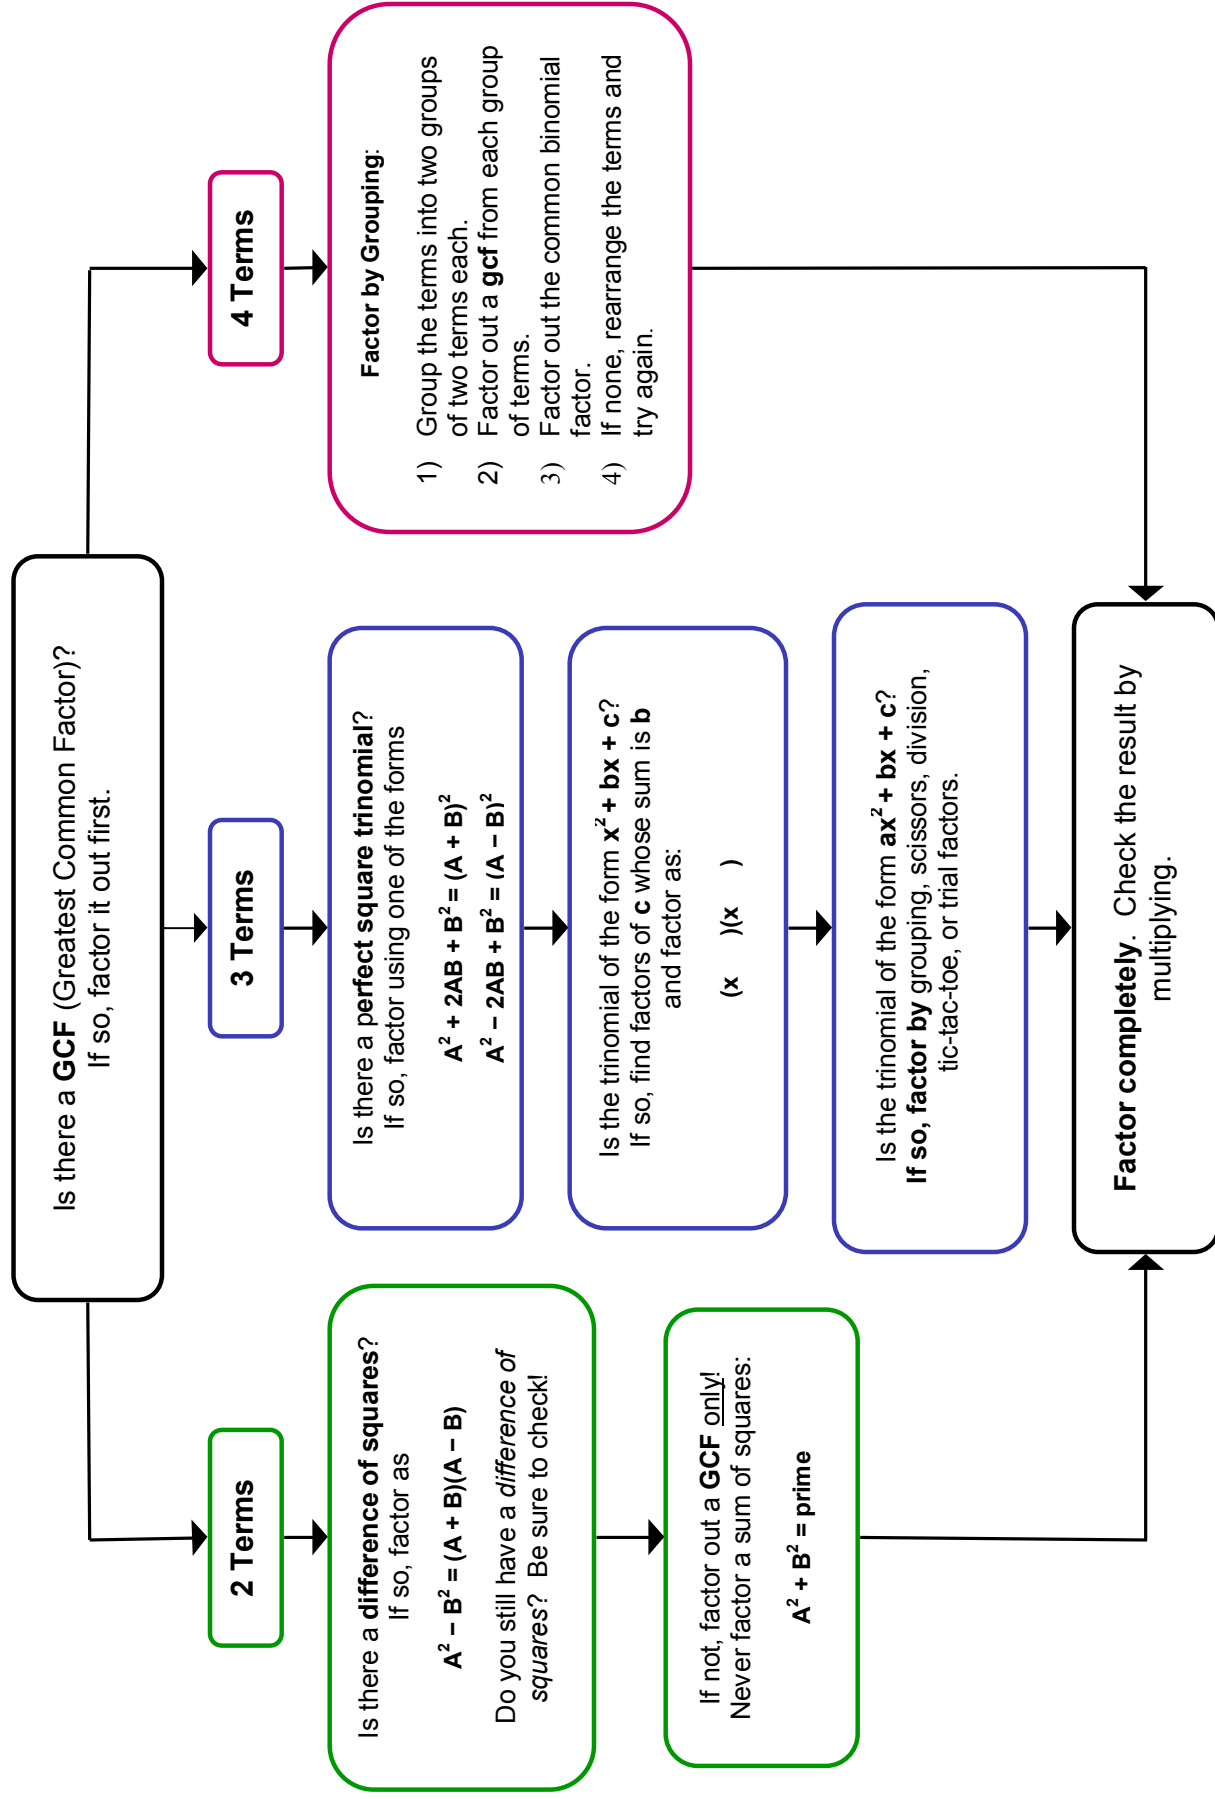 Is there a GCF (Greatest Common Factor)?
If so, factor it out first.
2 Terms
Is there a difference of squares?
If so, factor as
A² − B² = (A + B)(A − B)
Do you still have a difference of
squares?  Be sure to check!
If not, factor out a GCF only!
Never factor a sum of squares:
A² + B² = prime
3 Terms
Is there a perfect square trinomial?
If so, factor using one of the forms
A² + 2AB + B² = (A + B)²
A² − 2AB + B² = (A − B)²
Is the trinomial of the form x² + bx + c?
If so, find factors of c whose sum is b
and factor as:
(x     )(x     )
Is the trinomial of the form ax² + bx + c?
If so, factor by grouping, scissors, division,
tic-tac-toe, or trial factors.
4 Terms
Factor by Grouping:
1) Group the terms into two groups
of two terms each.
2) Factor out a gcf from each group
of terms.
3) Factor out the common binomial
factor.
4) If none, rearrange the terms and
try again.
Factor completely.  Check the result by
multiplying.